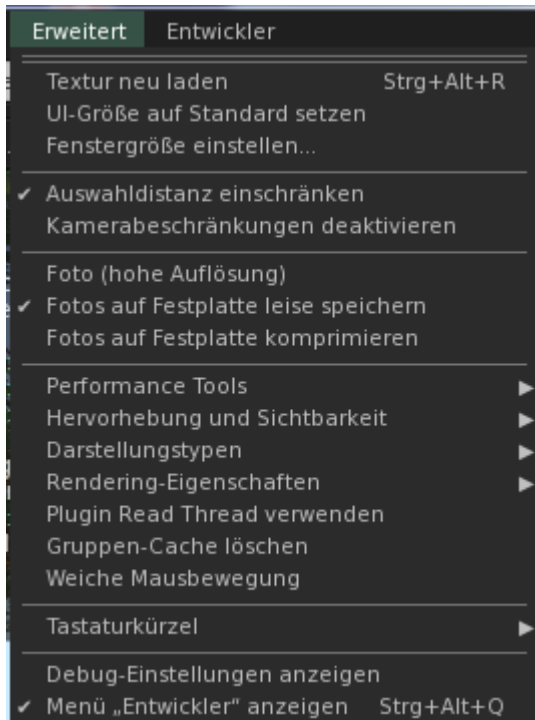 Erweitert Entwickler
Textur neu laden Strg+Alt+R
UI-Größe auf Standard setzen
Fenstergröße einstellen...
✔ Auswahldistanz einschränken
Kamerabeschränkungen deaktivieren
Foto (hohe Auflösung)
✔ Fotos auf Festplatte leise speichern
Fotos auf Festplatte komprimieren
Performance Tools ▶
Hervorhebung und Sichtbarkeit ▶
Darstellungstypen ▶
Rendering-Eigenschaften ▶
Plugin Read Thread verwenden
Gruppen-Cache löschen
Weiche Mausbewegung
Tastaturkürzel ▶
Debug-Einstellungen anzeigen
✔ Menü „Entwickler“ anzeigen Strg+Alt+Q